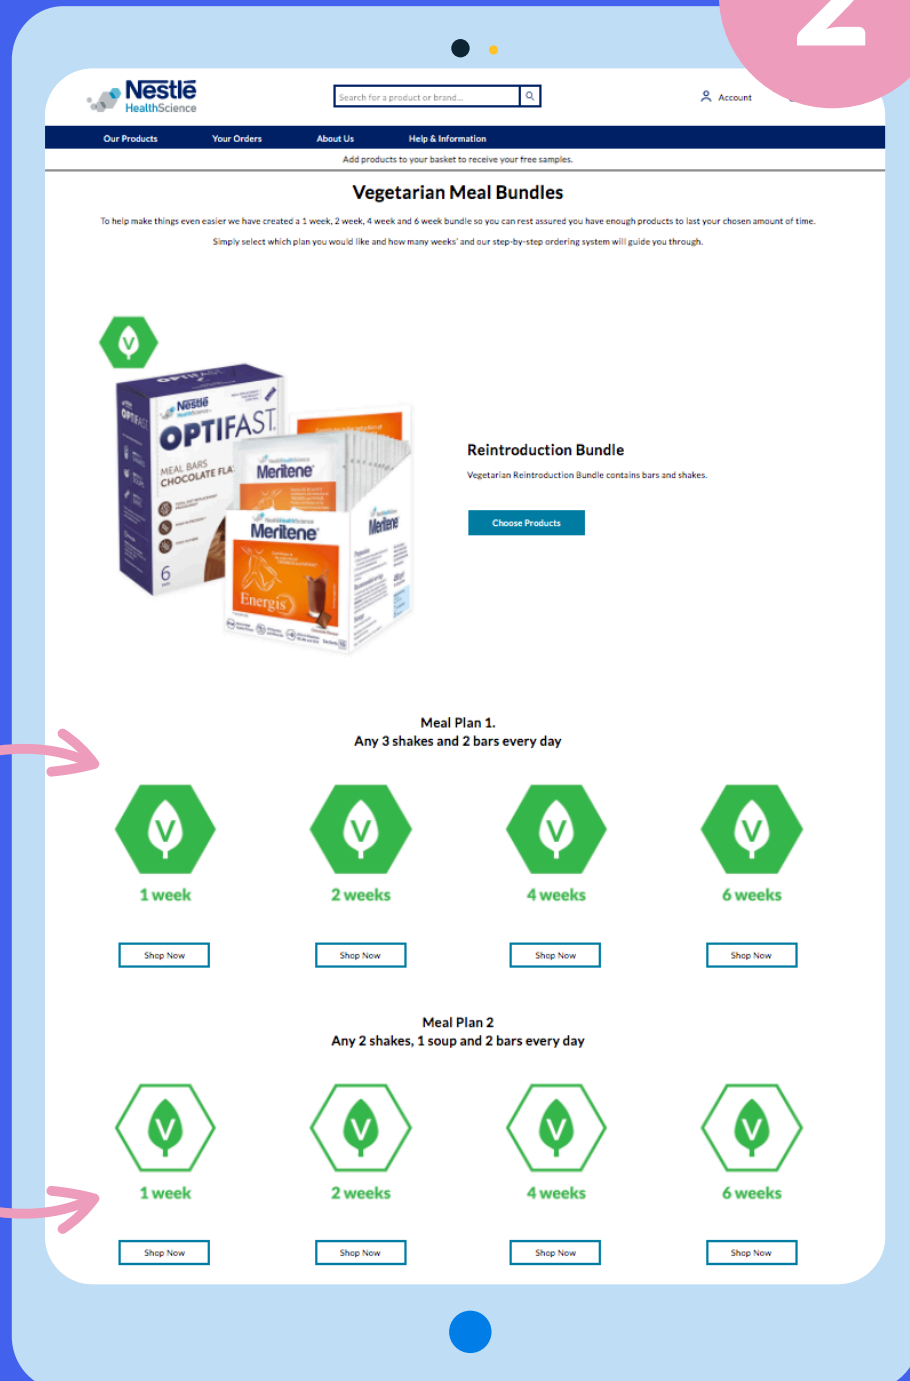 2
Nestlé
HealthScience
Search for a product or brand...
Account
Our Products
Your Orders
About Us
Help & Information
Add products to your basket to receive your free samples.
Vegetarian Meal Bundles
To help make things even easier we have created a 1 week, 2 week, 4 week and 6 week bundle so you can rest assured you have enough products to last your chosen amount of time.
Simply select which plan you would like and how many weeks' and our step-by-step ordering system will guide you through.
V
OPTIFAST
Nestlé
HealthScience
OPTIFAST
OPTIFAST
MEAL BARS
CHOCOLATE FLA
6
Meritene
HealthScience
Meritene
Energis
Meritene
Reintroduction Bundle
Vegetarian Reintroduction Bundle contains bars and shakes.
Choose Products
Meal Plan 1.
Any 3 shakes and 2 bars every day
V V V V
1 week 2 weeks 4 weeks 6 weeks
Shop Now Shop Now Shop Now Shop Now
Meal Plan 2
Any 2 shakes, 1 soup and 2 bars every day
V V V V
1 week 2 weeks 4 weeks 6 weeks
Shop Now Shop Now Shop Now Shop Now